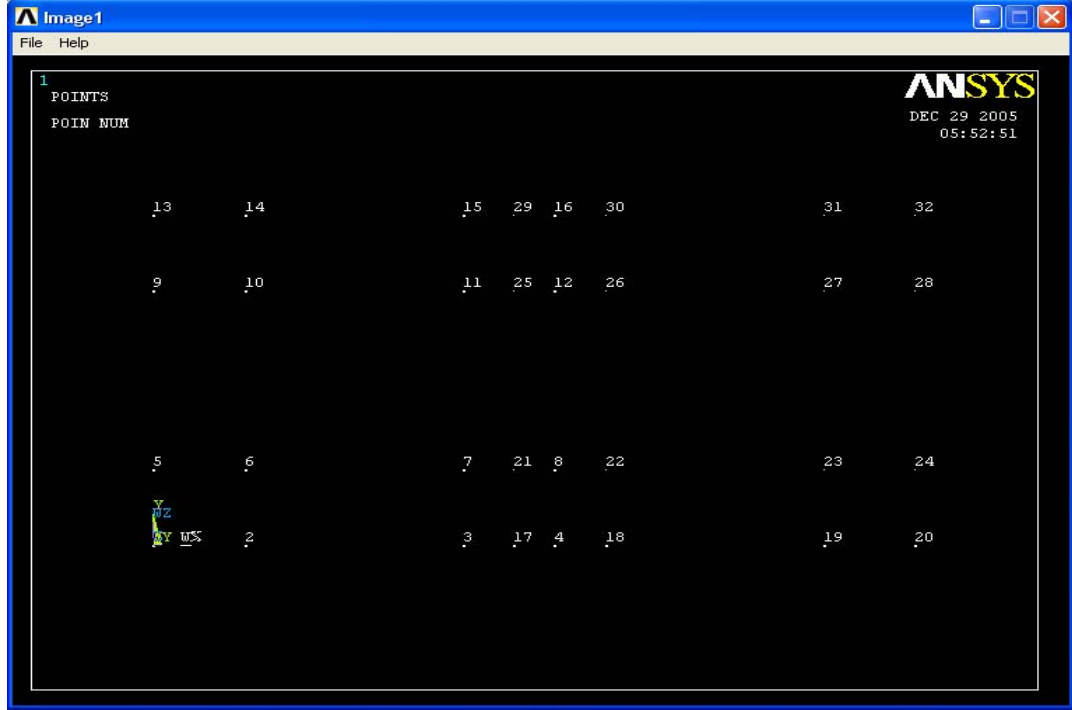 Image1
File Help
1
POINTS
POIN NUM
ANSYS
DEC 29 2005
05:52:51
13 14 15 29 16 30 31 32
9 10 11 25 12 26 27 28
5 6 7 21 8 22 23 24
Y
WZ
WX 2 3 17 4 18 19 20